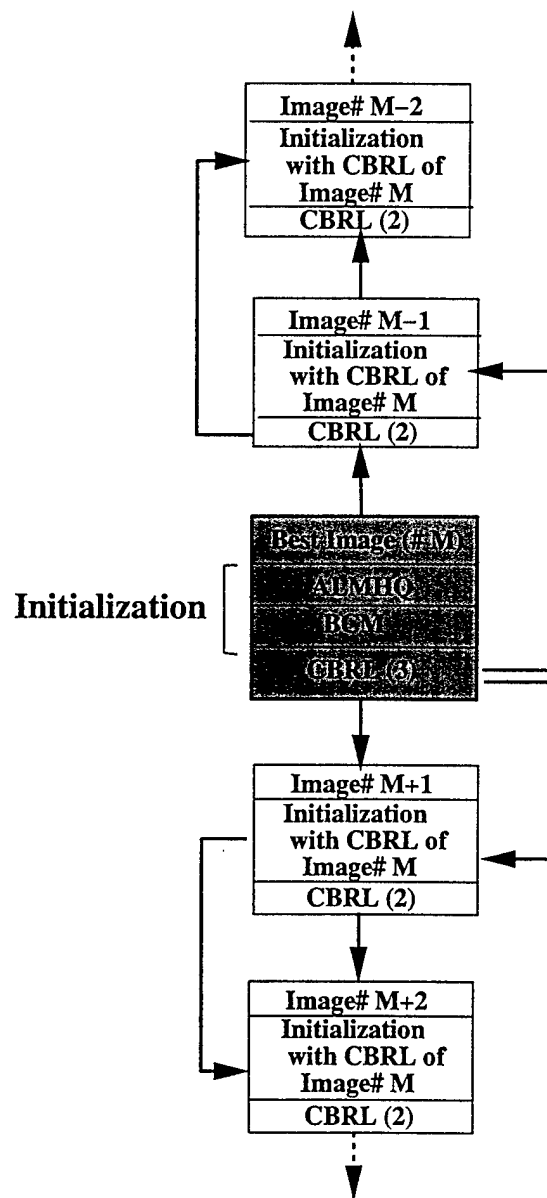 Image# M−2
Initialization
with CBRL of
Image# M
CBRL (2)
Image# M−1
Initialization
with CBRL of
Image# M
CBRL (2)
Best Image (#M)
Initialization
ALMHQ
BCM
CBRL (3)
Image# M+1
Initialization
with CBRL of
Image# M
CBRL (2)
Image# M+2
Initialization
with CBRL of
Image# M
CBRL (2)